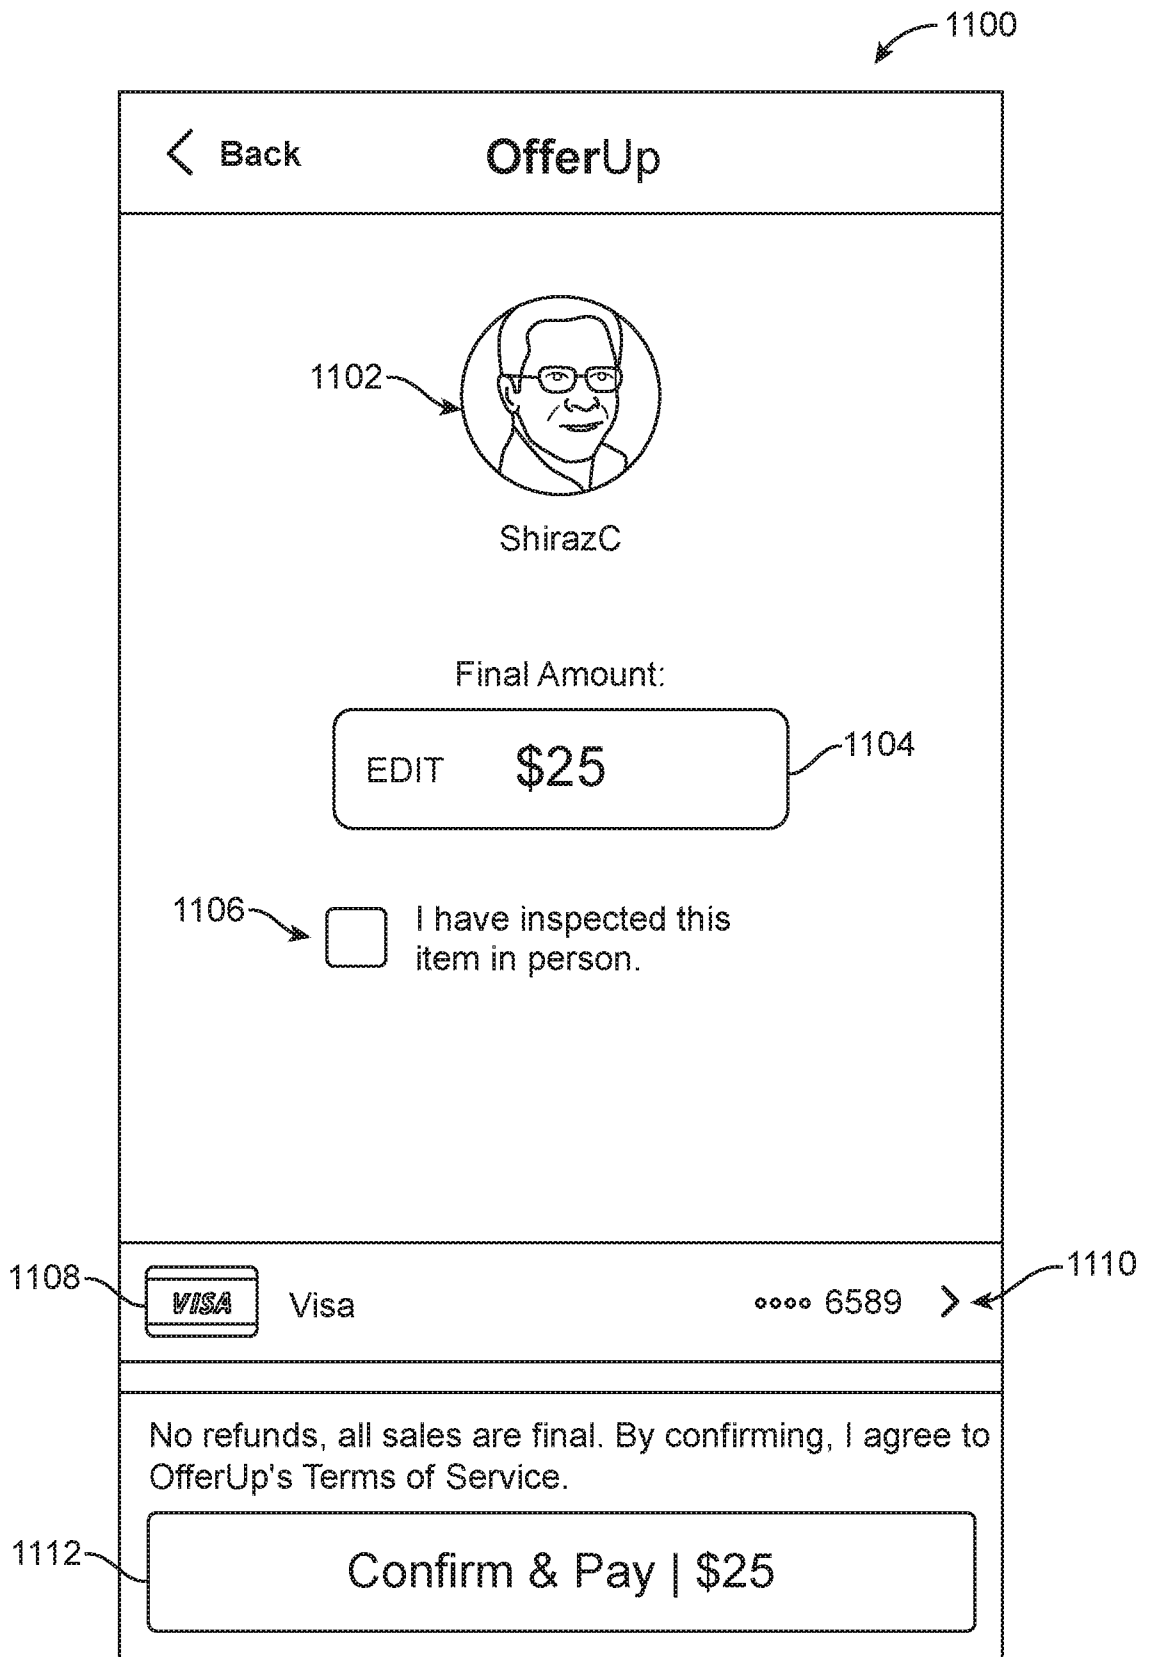 1100
Back OfferUp
1102
ShirazC
Final Amount:
EDIT $25
1104
1106
I have inspected this
item in person.
1108
VISA Visa oooo 6589 >
1110
No refunds, all sales are final. By confirming, I agree to
OfferUp's Terms of Service.
1112
Confirm & Pay | $25